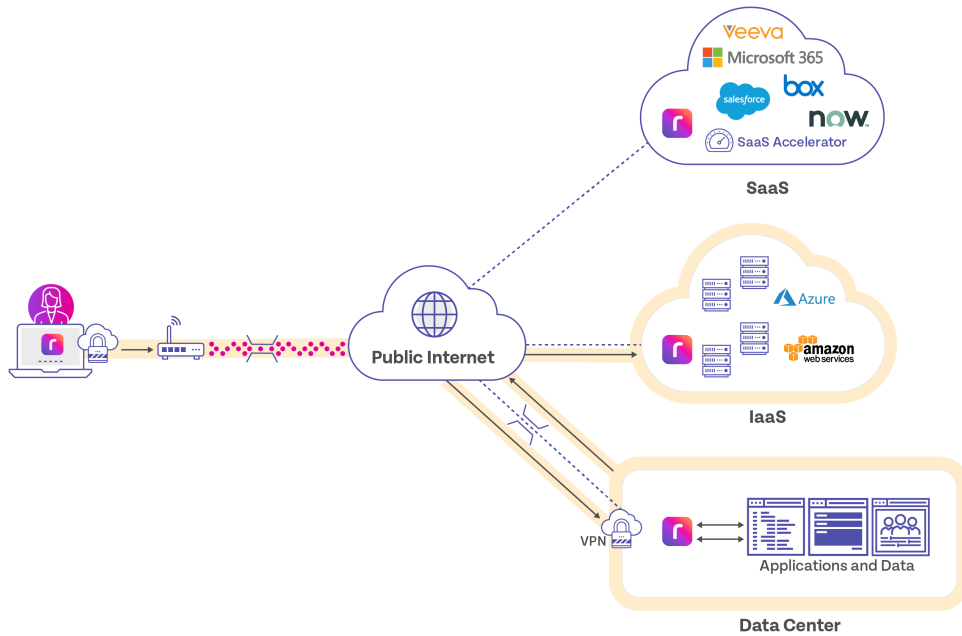 veeva
Microsoft 365
box
salesforce
now
TM
SaaS Accelerator
SaaS
Azure
amazon
web services
IaaS
Public Internet
VPN
Applications and Data
Data Center